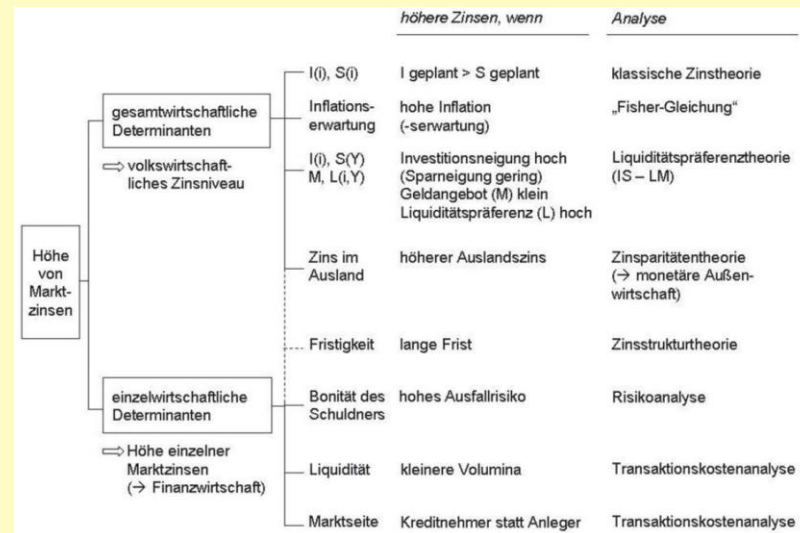 höhere Zinsen, wenn Analyse
I(i), S(i) I geplant > S geplant klassische Zinstheorie
gesamtwirtschaftliche
Determinanten
Inflations-
erwartung
hohe Inflation
(-serwartung)
„Fisher-Gleichung“
⇨ volkswirtschaft-
liches Zinsniveau
I(i), S(Y)
M, L(i,Y)
Investitionsneigung hoch
(Sparneigung gering)
Geldangebot (M) klein
Liquiditätspräferenz (L) hoch
Liquiditätspräferenztheorie
(IS – LM)
Höhe
von
Markt-
zinsen
Zins im
Ausland
höherer Auslandszins
Zinsparitätentheorie
(→ monetäre Außen-
wirtschaft)
Fristigkeit lange Frist Zinsstrukturtheorie
einzelwirtschaftliche
Determinanten
Bonität des
Schuldners
hohes Ausfallrisiko
Risikoanalyse
⇨ Höhe einzelner
Marktzinsen
(→ Finanzwirtschaft)
Liquidität kleinere Volumina Transaktionskostenanalyse
Marktseite Kreditnehmer statt Anleger Transaktionskostenanalyse